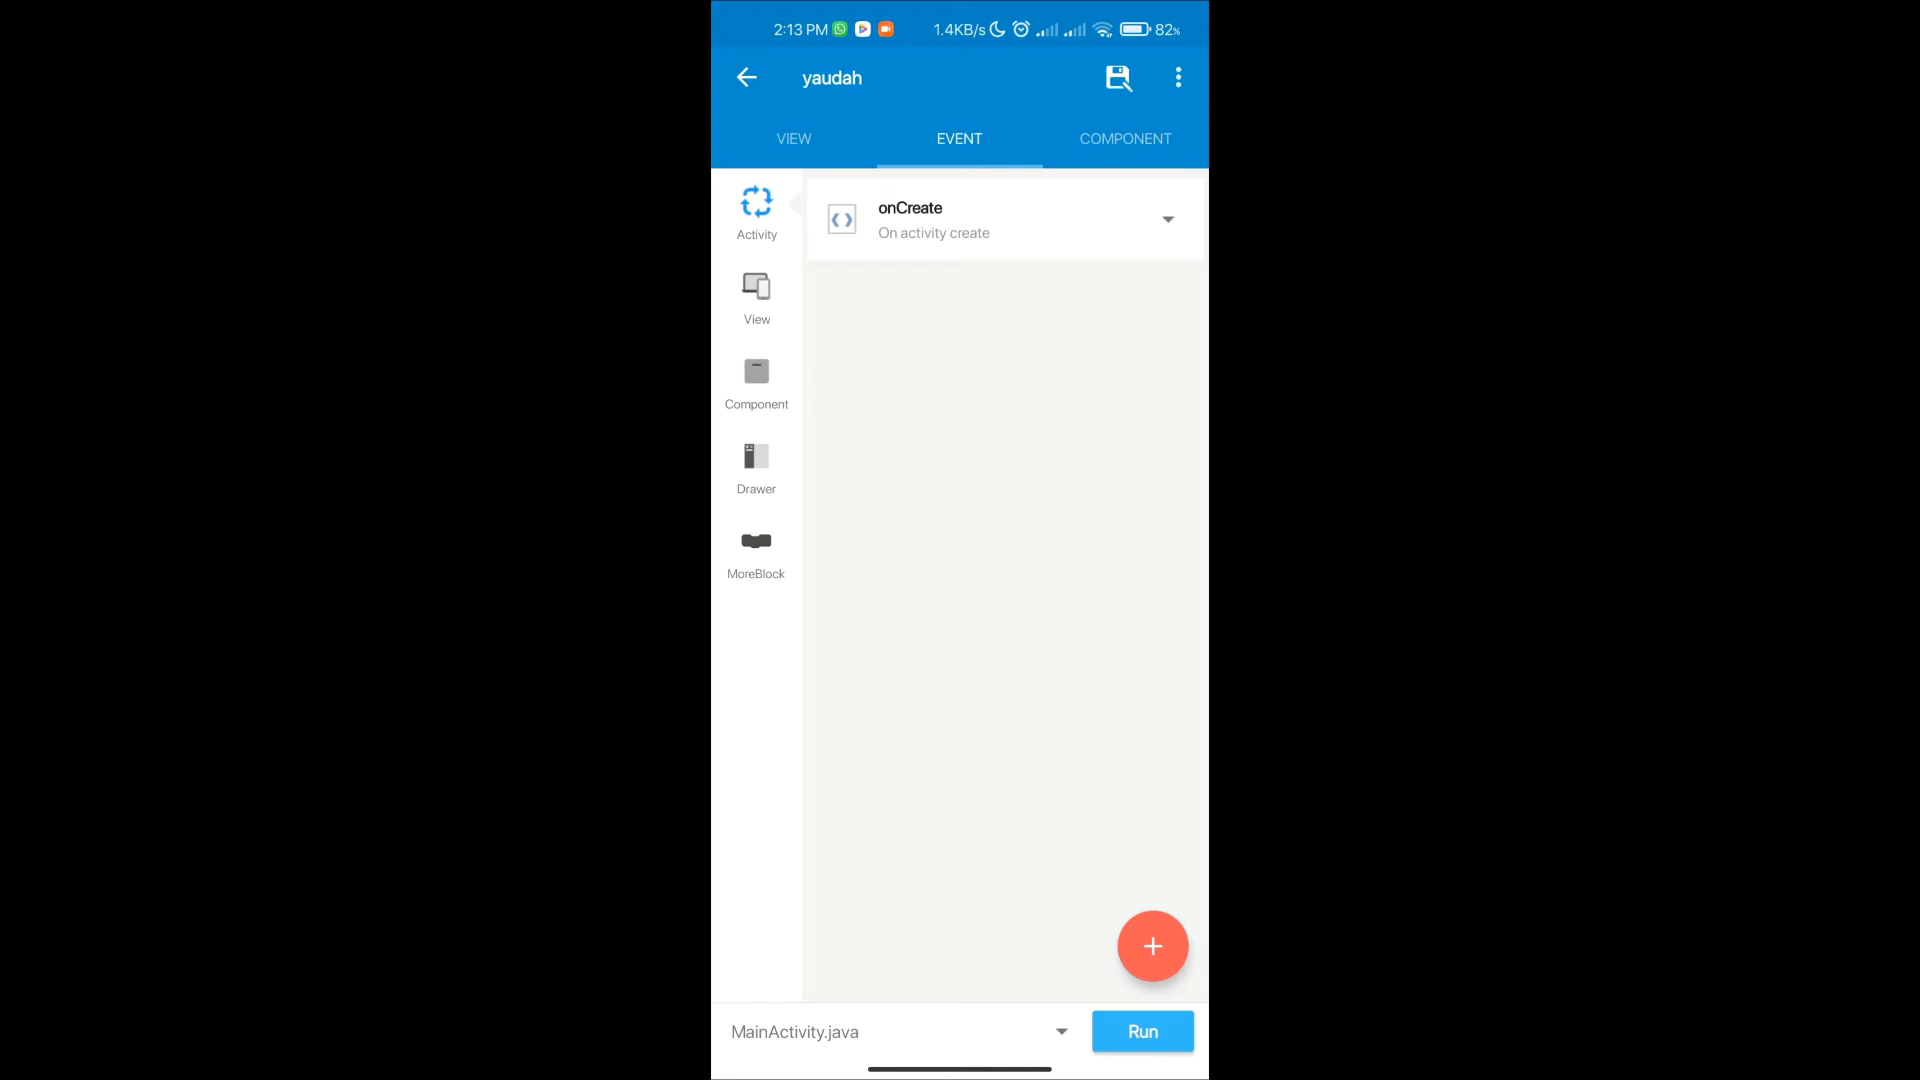 2:13 PM 1.4KB/s 82%
yaudah
VIEW EVENT COMPONENT
Activity
onCreate
On activity create
View
Component
Drawer
MoreBlock
+
MainActivity.java Run